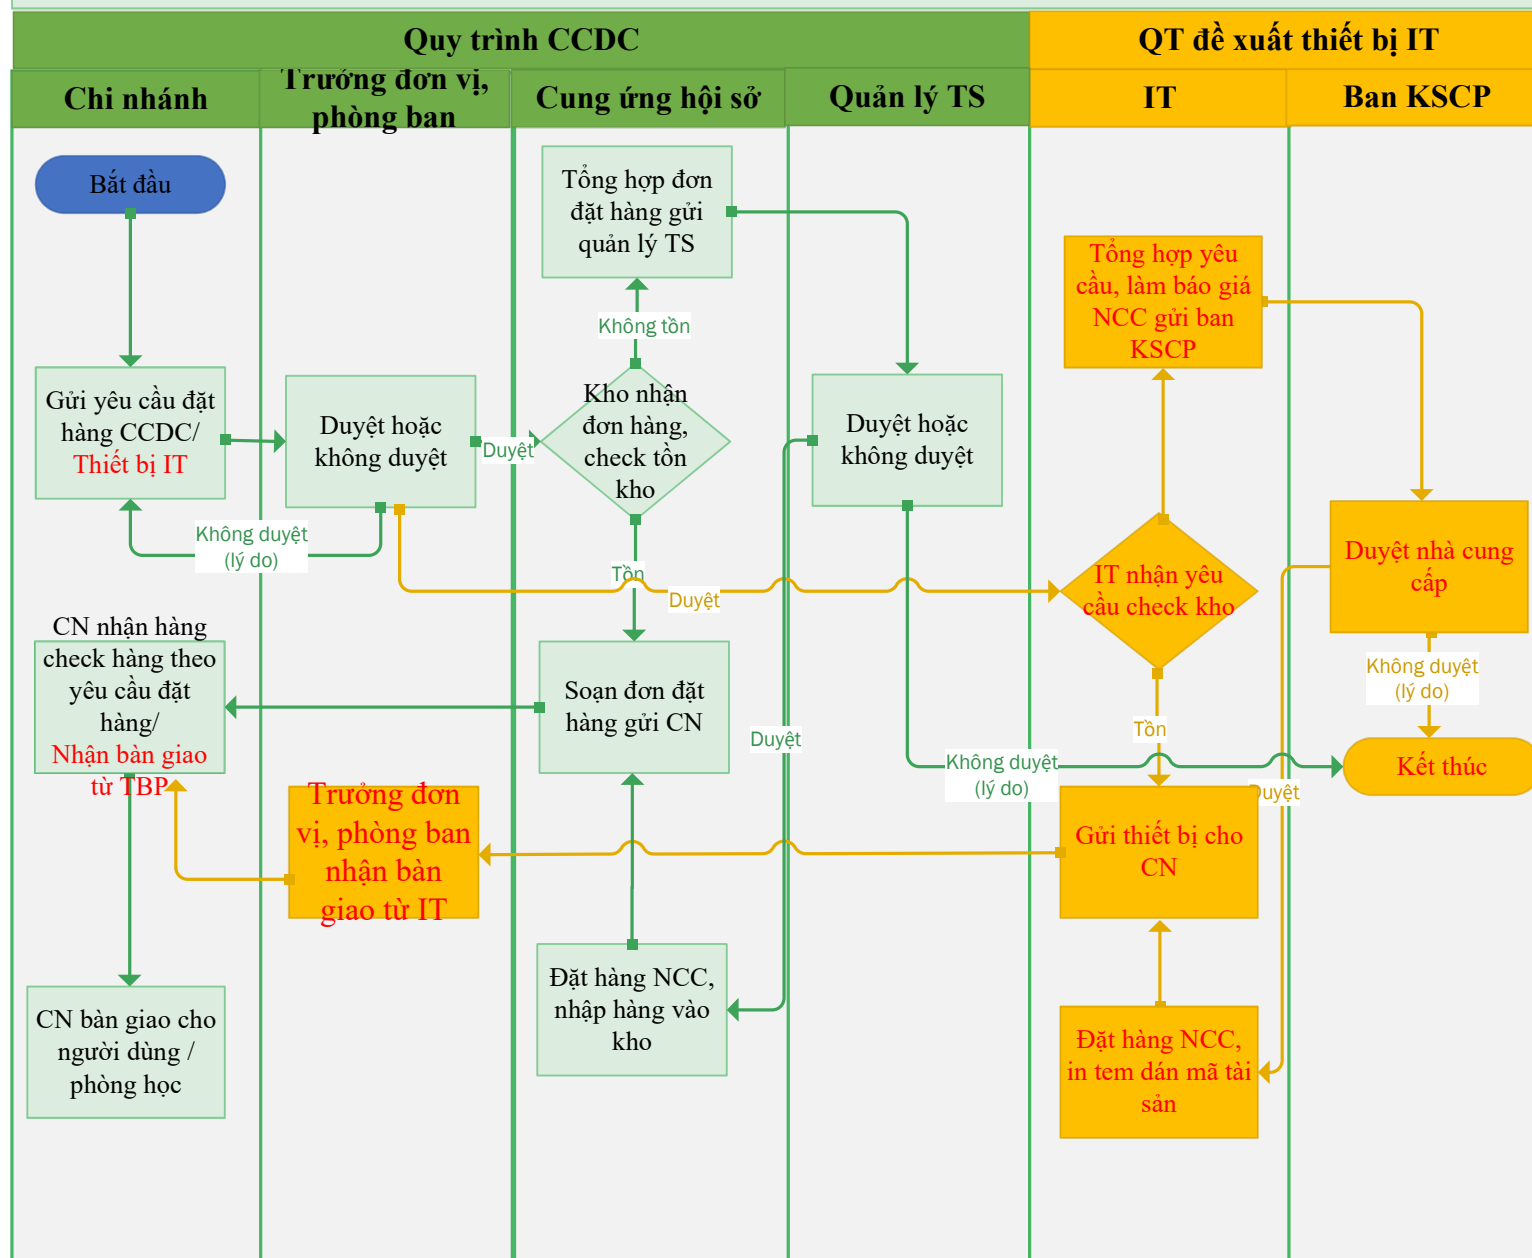 Quy trình CCDC
QT đề xuất thiết bị IT
Chi nhánh
Trưởng đơn vị,
phòng ban
Cung ứng hội sở
Quản lý TS
IT
Ban KSCP
Bắt đầu
Tổng hợp đơn
đặt hàng gửi
quản lý TS
Tổng hợp yêu
cầu, làm báo giá
NCC gửi ban
KSCP
Không tồn
Gửi yêu cầu đặt
hàng CCDC/
Thiết bị IT
Duyệt hoặc
không duyệt
Duyệt
Kho nhận
đơn hàng,
check tồn
kho
Duyệt hoặc
không duyệt
Không duyệt
(lý do)
Tồn
Duyệt
IT nhận yêu
cầu check kho
Duyệt nhà cung
cấp
CN nhận hàng
check hàng theo
yêu cầu đặt
hàng/
Nhận bàn giao
từ TBP
Soạn đơn đặt
hàng gửi CN
Duyệt
Không duyệt
(lý do)
Tồn
Không duyệt
(lý do)
Kết thúc
Duyệt
Trưởng đơn
vị, phòng ban
nhận bàn
giao từ IT
Gửi thiết bị cho
CN
CN bàn giao cho
người dùng /
phòng học
Đặt hàng NCC,
nhập hàng vào
kho
Đặt hàng NCC,
in tem dán mã tài
sản